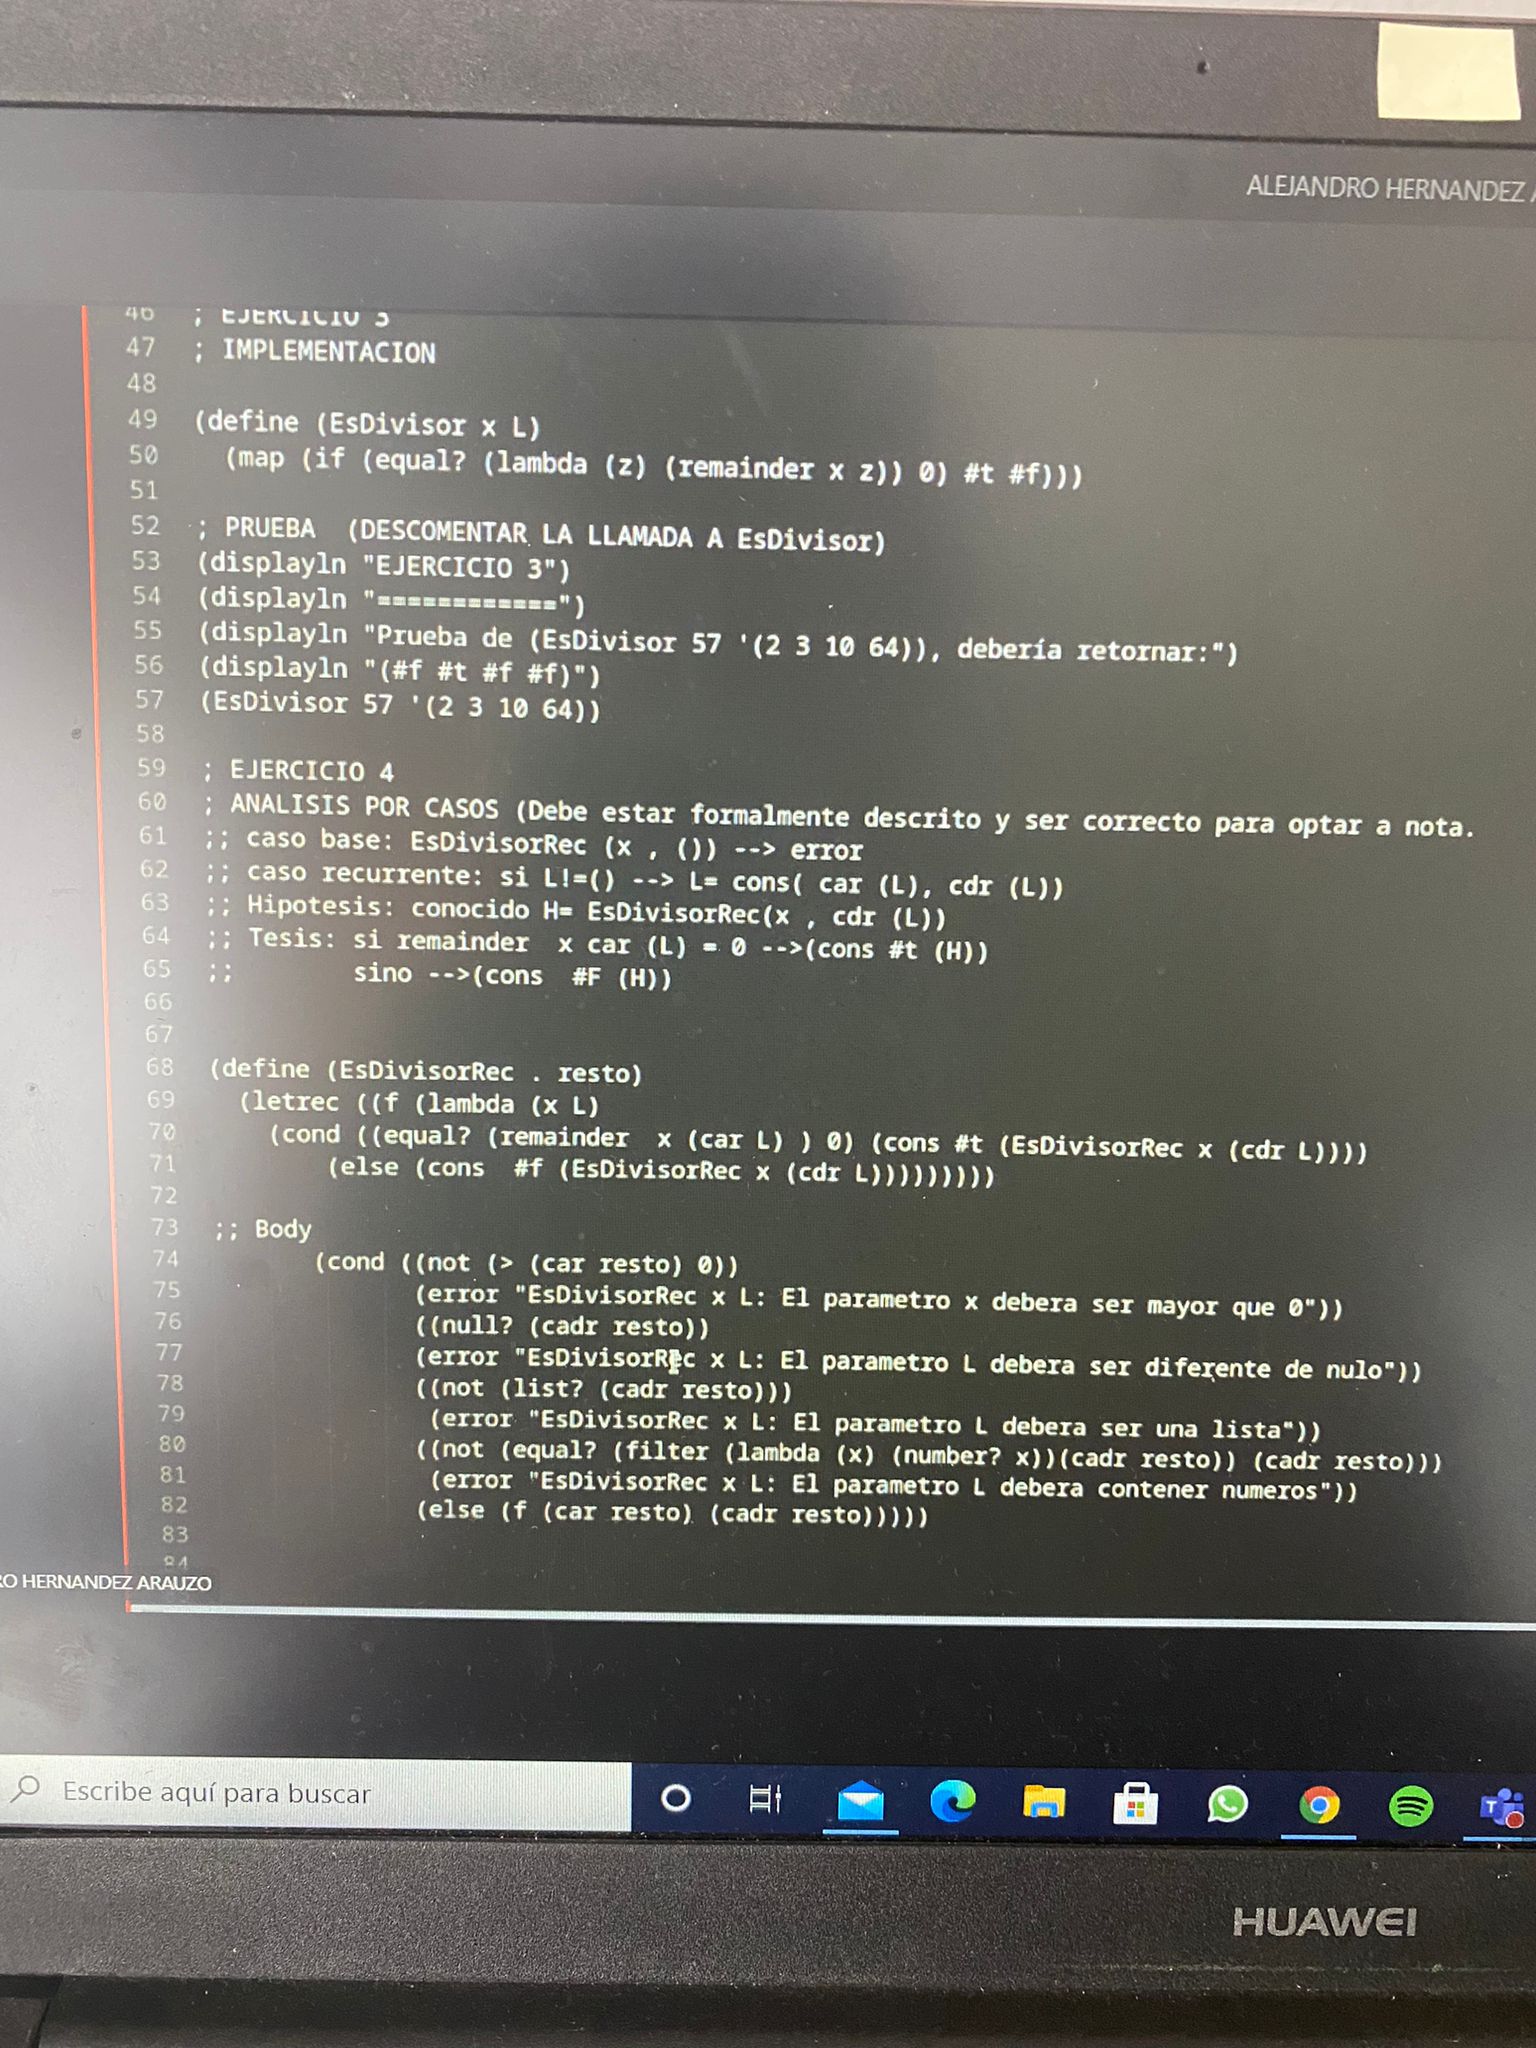 ALEJANDRO HERNANDEZ
46 ; EJERCICIO 3
47 ; IMPLEMENTACION
48
49 (define (EsDivisor x L)
50 (map (if (equal? (lambda (z) (remainder x z)) 0) #t #f)))
51
52 ; PRUEBA (DESCOMENTAR LA LLAMADA A EsDivisor)
53 (displayln "EJERCICIO 3")
54 (displayln "============")
55 (displayln "Prueba de (EsDivisor 57 '(2 3 10 64)), debería retornar:")
56 (displayln "(#f #t #f #f)")
57 (EsDivisor 57 '(2 3 10 64))
58
59 ; EJERCICIO 4
60 ; ANALISIS POR CASOS (Debe estar formalmente descrito y ser correcto para optar a nota.
61 ;; caso base: EsDivisorRec (x , ()) --> error
62 ;; caso recurrente: si L!=() --> L= cons( car (L), cdr (L))
63 ;; Hipotesis: conocido H= EsDivisorRec(x , cdr (L))
64 ;; Tesis: si remainder x car (L) = 0 -->(cons #t (H))
65 ;; sino -->(cons #F (H))
66
67
68 (define (EsDivisorRec . resto)
69 (letrec ((f (lambda (x L)
70 (cond ((equal? (remainder x (car L) ) 0) (cons #t (EsDivisorRec x (cdr L))))
71 (else (cons #f (EsDivisorRec x (cdr L)))))))))
72
73 ;; Body
74 (cond ((not (> (car resto) 0))
75 (error "EsDivisorRec x L: El parametro x debera ser mayor que 0"))
76 ((null? (cadr resto))
77 (error "EsDivisorRec x L: El parametro L debera ser diferente de nulo"))
78 ((not (list? (cadr resto)))
79 (error "EsDivisorRec x L: El parametro L debera ser una lista"))
80 ((not (equal? (filter (lambda (x) (number? x))(cadr resto)) (cadr resto)))
81 (error "EsDivisorRec x L: El parametro L debera contener numeros"))
82 (else (f (car resto) (cadr resto)))))
83
84
RO HERNANDEZ ARAUZO
Escribe aquí para buscar
HUAWEI